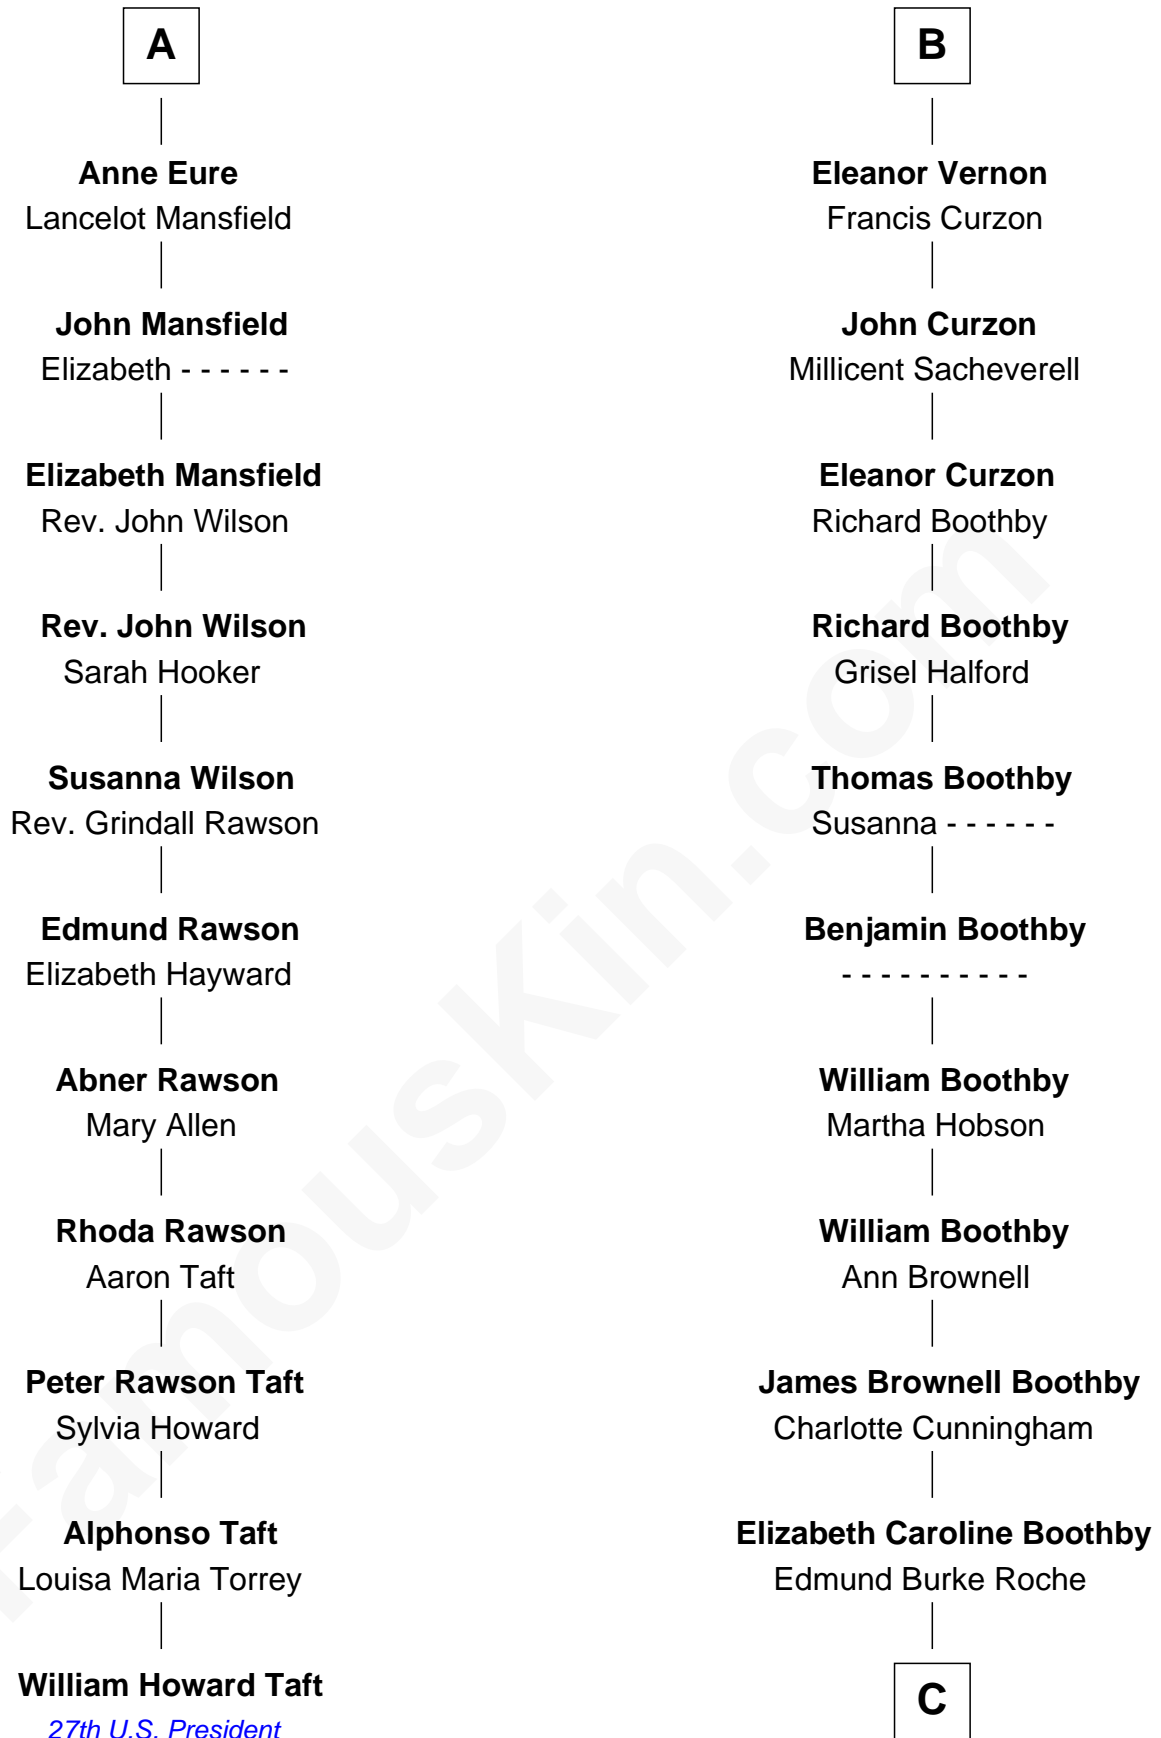 A
Anne Eure
Lancelot Mansfield
John Mansfield
Elizabeth - - - - - -
Elizabeth Mansfield
Rev. John Wilson
Rev. John Wilson
Sarah Hooker
Susanna Wilson
Rev. Grindall Rawson
Edmund Rawson
Elizabeth Hayward
Abner Rawson
Mary Allen
Rhoda Rawson
Aaron Taft
Peter Rawson Taft
Sylvia Howard
Alphonso Taft
Louisa Maria Torrey
William Howard Taft
27th U.S. President
B
Eleanor Vernon
Francis Curzon
John Curzon
Millicent Sacheverell
Eleanor Curzon
Richard Boothby
Richard Boothby
Grisel Halford
Thomas Boothby
Susanna - - - - - -
Benjamin Boothby
- - - - - - - - - -
William Boothby
Martha Hobson
William Boothby
Ann Brownell
James Brownell Boothby
Charlotte Cunningham
Elizabeth Caroline Boothby
Edmund Burke Roche
C
FamousKin.com